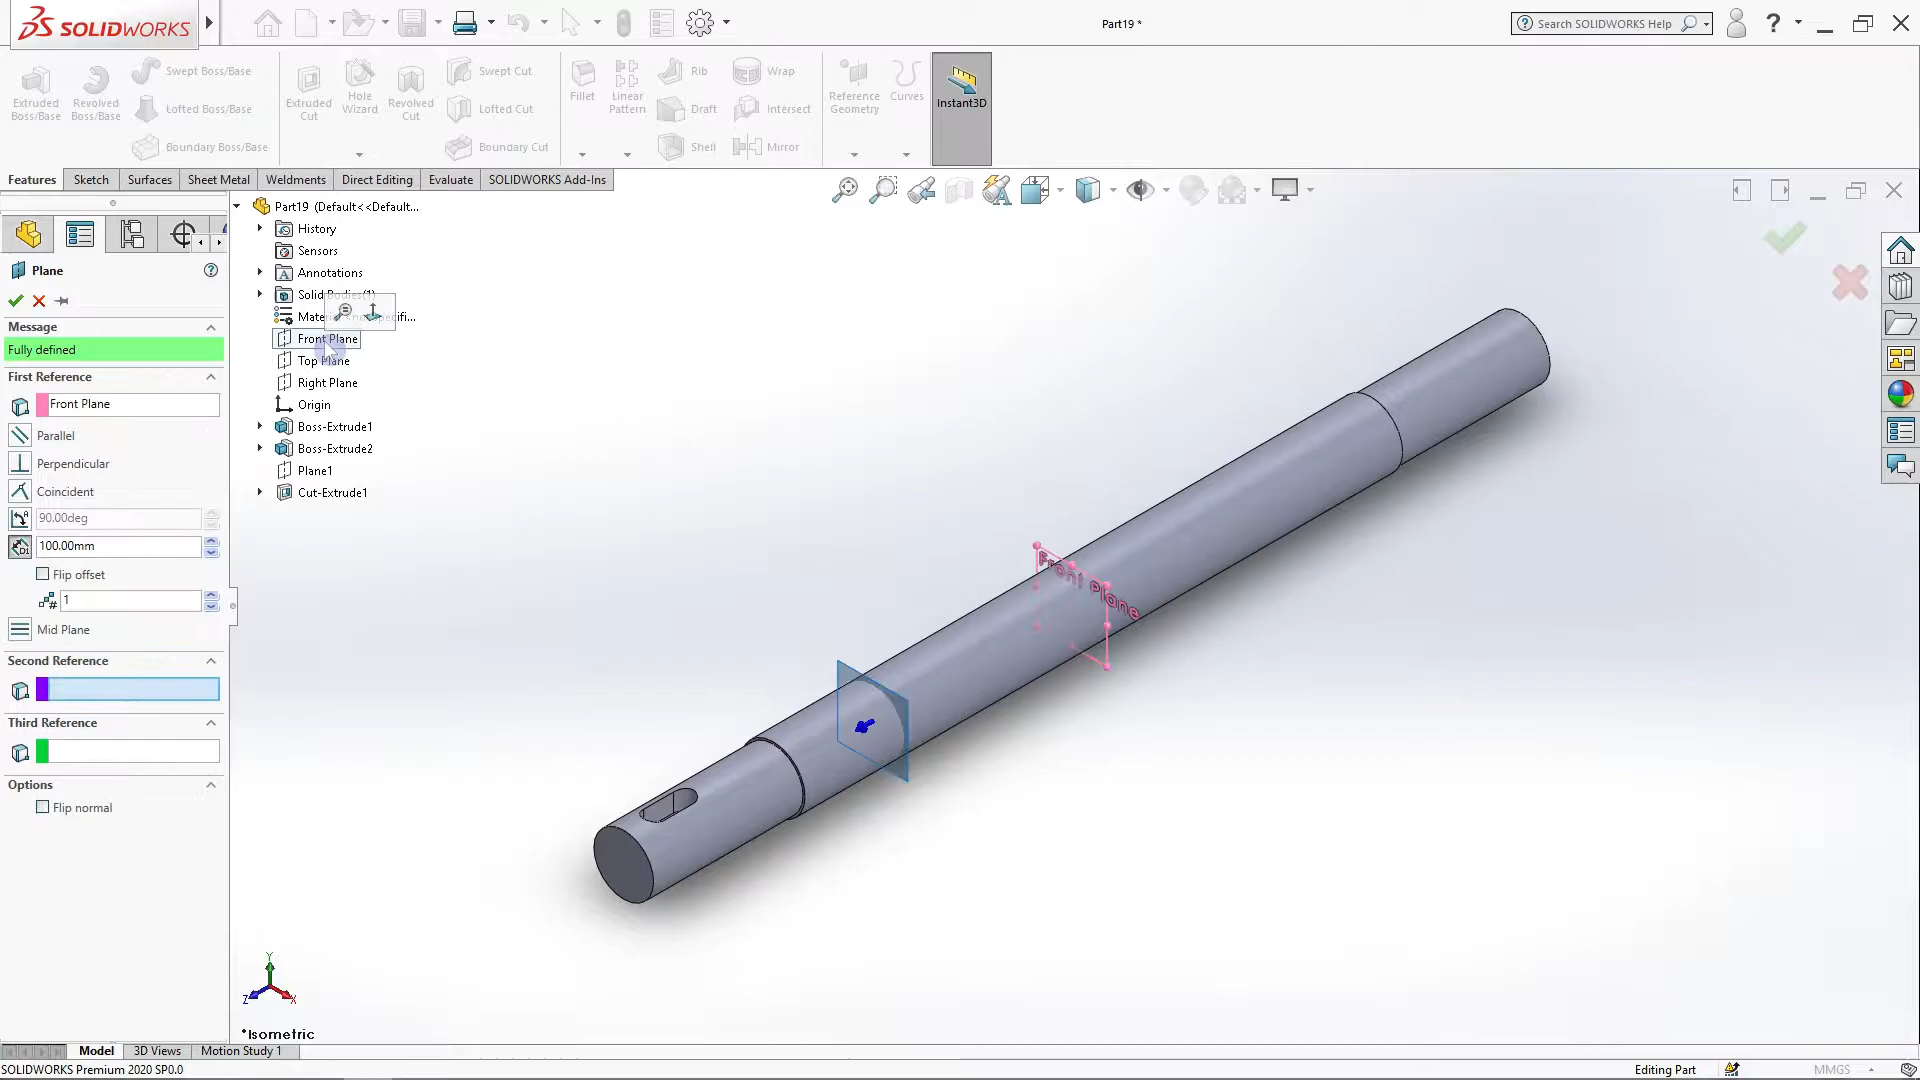 SOLIDWORKS
Part19 *
Search SOLIDWORKS Help
?
Extruded Boss/Base
Revolved Boss/Base
Swept Boss/Base
Lofted Boss/Base
Boundary Boss/Base
Extruded Cut
Hole Wizard
Revolved Cut
Swept Cut
Lofted Cut
Boundary Cut
Fillet
Linear Pattern
Rib
Draft
Shell
Wrap
Intersect
Mirror
Reference Geometry
Curves
Instant3D
Features
Sketch
Surfaces
Sheet Metal
Weldments
Direct Editing
Evaluate
SOLIDWORKS Add-Ins
Plane
Message
Fully defined
First Reference
Front Plane
Parallel
Perpendicular
Coincident
90.00deg
100.00mm
Flip offset
1
Mid Plane
Second Reference
Third Reference
Options
Flip normal
Part19 (Default<<Default...
History
Sensors
Annotations
Solid Bodies(1)
Front Plane
Top Plane
Right Plane
Origin
Boss-Extrude1
Boss-Extrude2
Plane1
Cut-Extrude1
Front Plane
Y
Z
X
*Isometric
Model
3D Views
Motion Study 1
SOLIDWORKS Premium 2020 SP0.0
Editing Part
MMGS